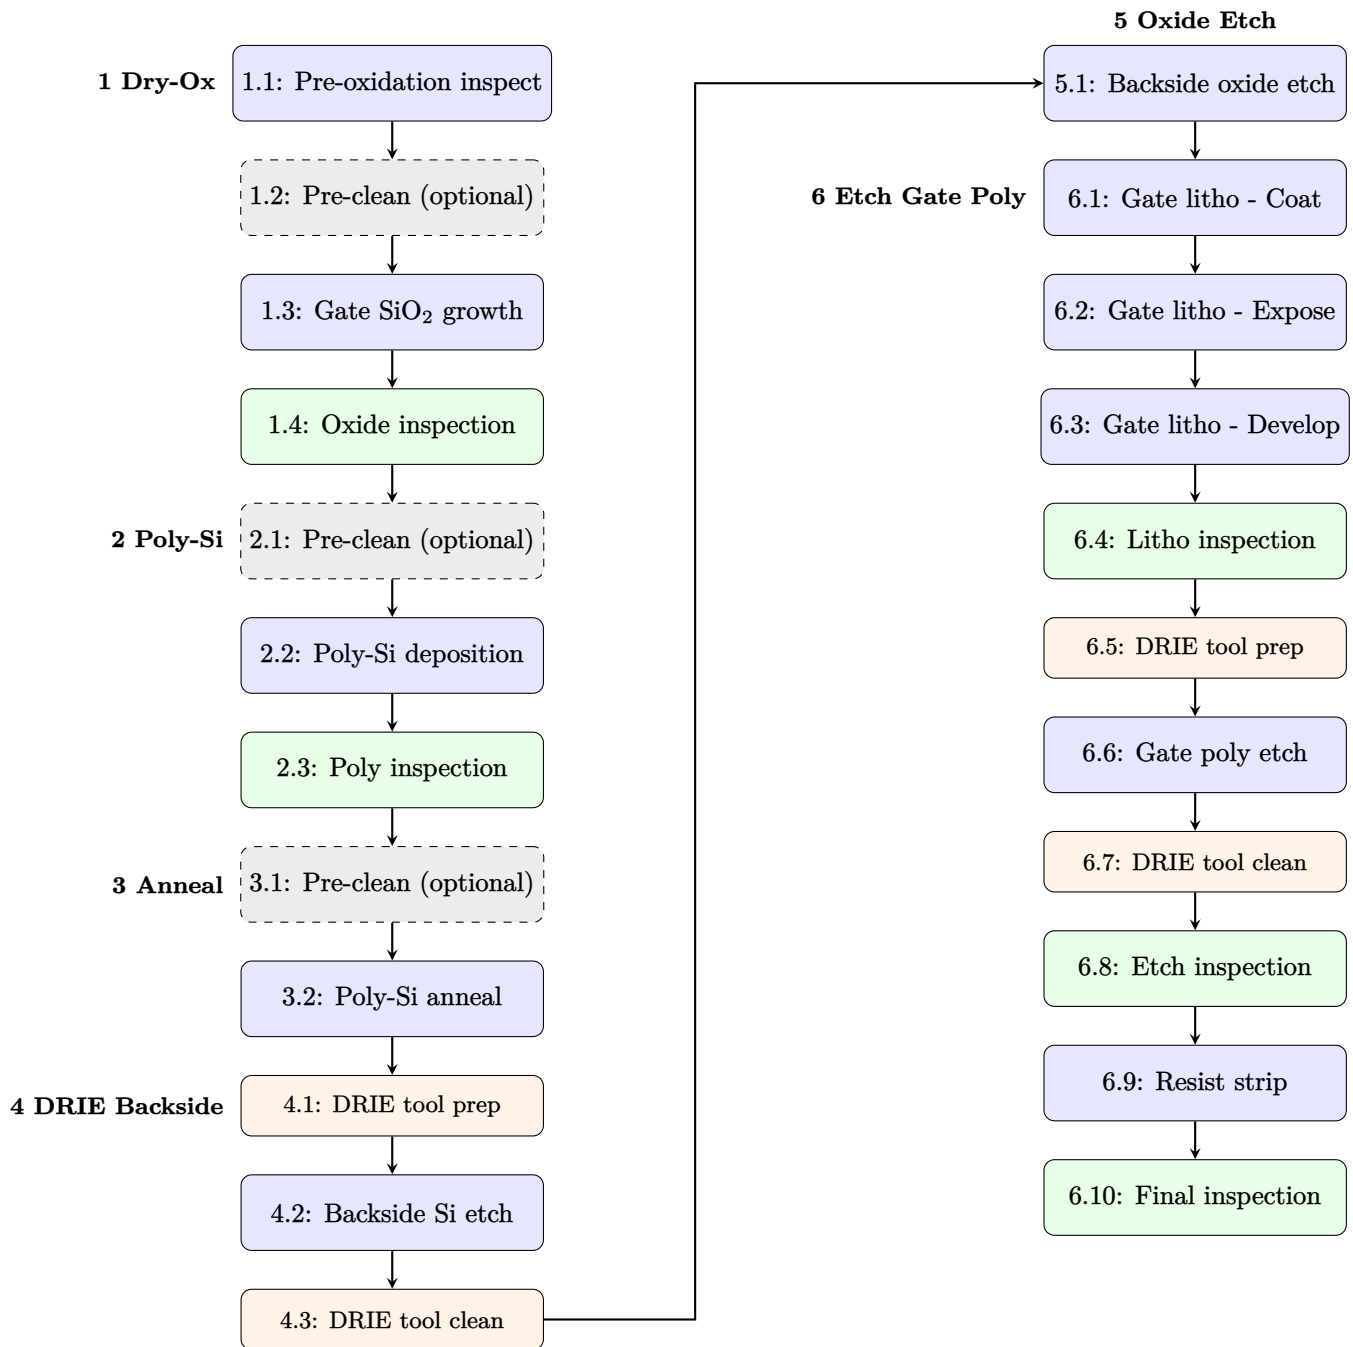 1 Dry-Ox
1.1: Pre-oxidation inspect
1.2: Pre-clean (optional)
1.3: Gate SiO₂ growth
1.4: Oxide inspection
2 Poly-Si
2.1: Pre-clean (optional)
2.2: Poly-Si deposition
2.3: Poly inspection
3 Anneal
3.1: Pre-clean (optional)
3.2: Poly-Si anneal
4 DRIE Backside
4.1: DRIE tool prep
4.2: Backside Si etch
4.3: DRIE tool clean
5 Oxide Etch
5.1: Backside oxide etch
6 Etch Gate Poly
6.1: Gate litho - Coat
6.2: Gate litho - Expose
6.3: Gate litho - Develop
6.4: Litho inspection
6.5: DRIE tool prep
6.6: Gate poly etch
6.7: DRIE tool clean
6.8: Etch inspection
6.9: Resist strip
6.10: Final inspection